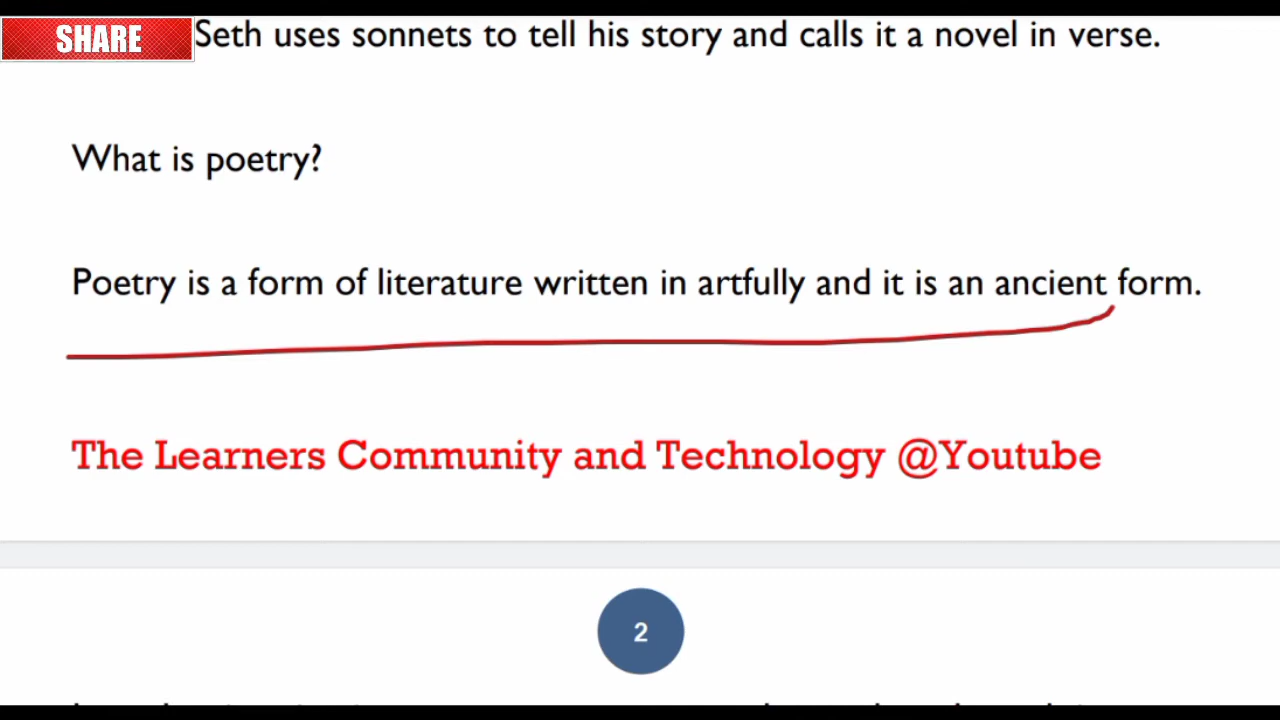 SHARE
Seth uses sonnets to tell his story and calls it a novel in verse.
What is poetry?
Poetry is a form of literature written in artfully and it is an ancient form.
The Learners Community and Technology @Youtube
2